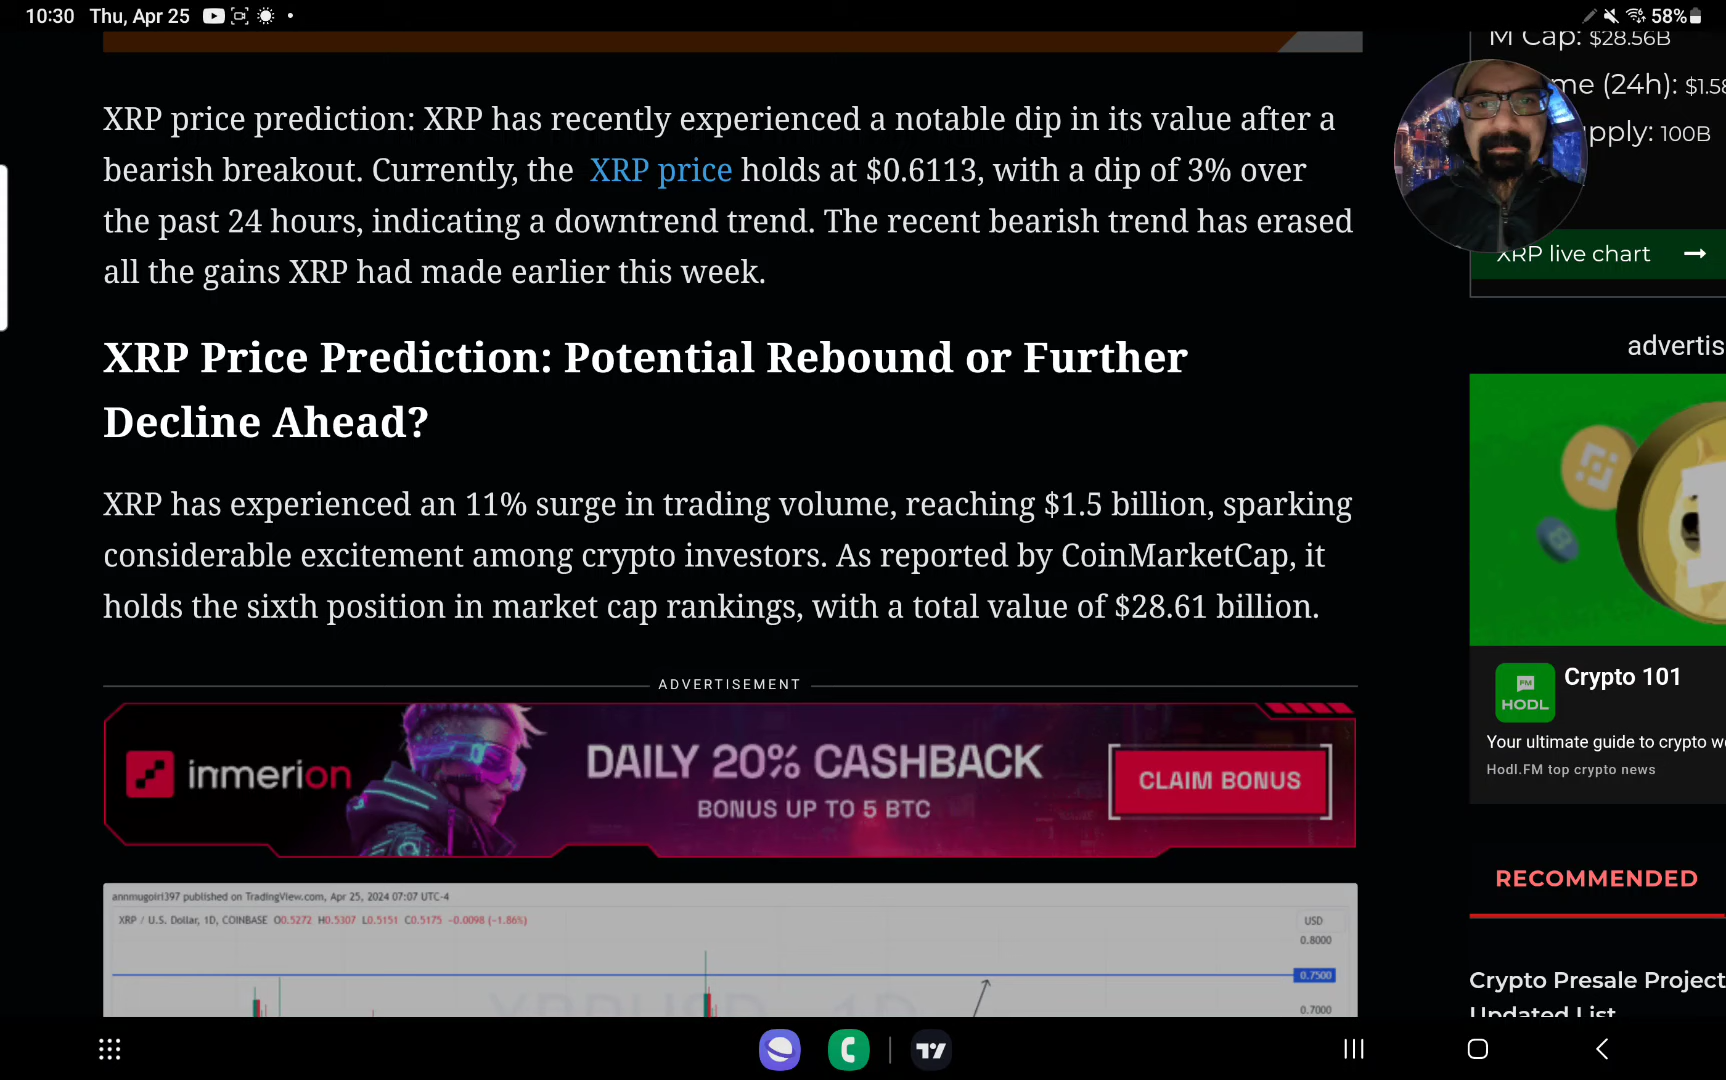 10:30 Thu, Apr 25
58%
M Cap: $28.56B
me (24h): $1.58
pply: 100B
XRP live chart
XRP price prediction: XRP has recently experienced a notable dip in its value after a
bearish breakout. Currently, the XRP price holds at $0.6113, with a dip of 3% over
the past 24 hours, indicating a downtrend trend. The recent bearish trend has erased
all the gains XRP had made earlier this week.
XRP Price Prediction: Potential Rebound or Further
Decline Ahead?
XRP has experienced an 11% surge in trading volume, reaching $1.5 billion, sparking
considerable excitement among crypto investors. As reported by CoinMarketCap, it
holds the sixth position in market cap rankings, with a total value of $28.61 billion.
ADVERTISEMENT
inmerion
DAILY 20% CASHBACK
BONUS UP TO 5 BTC
CLAIM BONUS
annmugoiri397 published on TradingView.com, Apr 25, 2024 07:07 UTC-4
XRP / U.S. Dollar, 1D, COINBASE O0.5272 H0.5307 L0.5151 C0.5175 -0.0098 (-1.86%)
USD
0.8000
0.7500
0.7000
XRPUSD 1D
advertis
FM
HODL
Crypto 101
Your ultimate guide to crypto w
Hodl.FM top crypto news
RECOMMENDED
Crypto Presale Project
Updated List